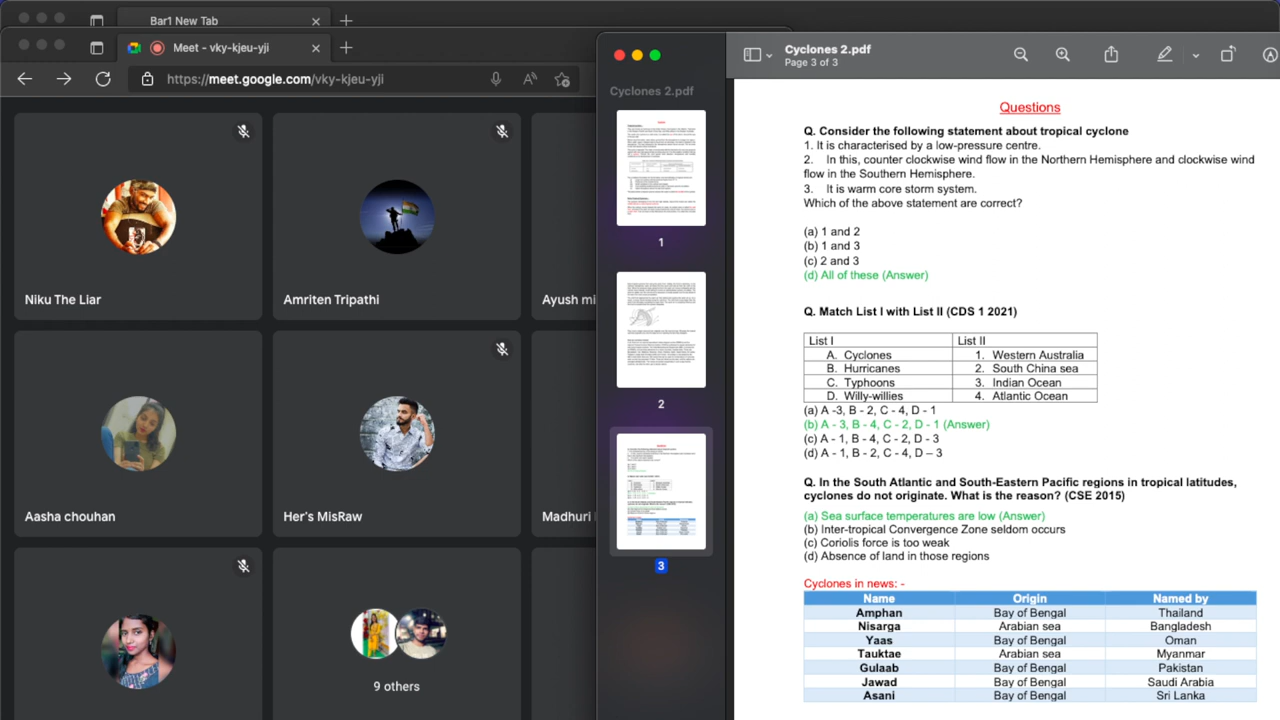 Bar1 New Tab
Meet - vky-kjeu-yji
https://meet.google.com/vky-kjeu-yji
Niku The Liar
Amriten Tripathi
Ayush mi
Aasha chouhan
Her's MisRaw
Madhuri
9 others
Cyclones 2.pdf
1
2
3
Cyclones 2.pdf
Page 3 of 3
Questions
Q. Consider the following statement about tropical cyclone
1. It is characterised by a low-pressure centre.
2. In this, counter clockwise wind flow in the Northern Hemisphere and clockwise wind
flow in the Southern Hemisphere.
3. It is warm core storm system.
Which of the above statement are correct?
(a) 1 and 2
(b) 1 and 3
(c) 2 and 3
(d) All of these (Answer)
Q. Match List I with List II (CDS 1 2021)
List I List II
A. Cyclones 1. Western Australia
B. Hurricanes 2. South China sea
C. Typhoons 3. Indian Ocean
D. Willy-willies 4. Atlantic Ocean
(a) A -3, B - 2, C - 4, D - 1
(b) A - 3, B - 4, C - 2, D - 1 (Answer)
(c) A - 1, B - 4, C - 2, D - 3
(d) A - 1, B - 2, C - 4, D – 3
Q. In the South Atlantic and South-Eastern Pacific regions in tropical latitudes,
cyclones do not originate. What is the reason? (CSE 2015)
(a) Sea surface temperatures are low (Answer)
(b) Inter-tropical Convergence Zone seldom occurs
(c) Coriolis force is too weak
(d) Absence of land in those regions
Cyclones in news: -
Name Origin Named by
Amphan Bay of Bengal Thailand
Nisarga Arabian sea Bangladesh
Yaas Bay of Bengal Oman
Tauktae Arabian sea Myanmar
Gulaab Bay of Bengal Pakistan
Jawad Bay of Bengal Saudi Arabia
Asani Bay of Bengal Sri Lanka